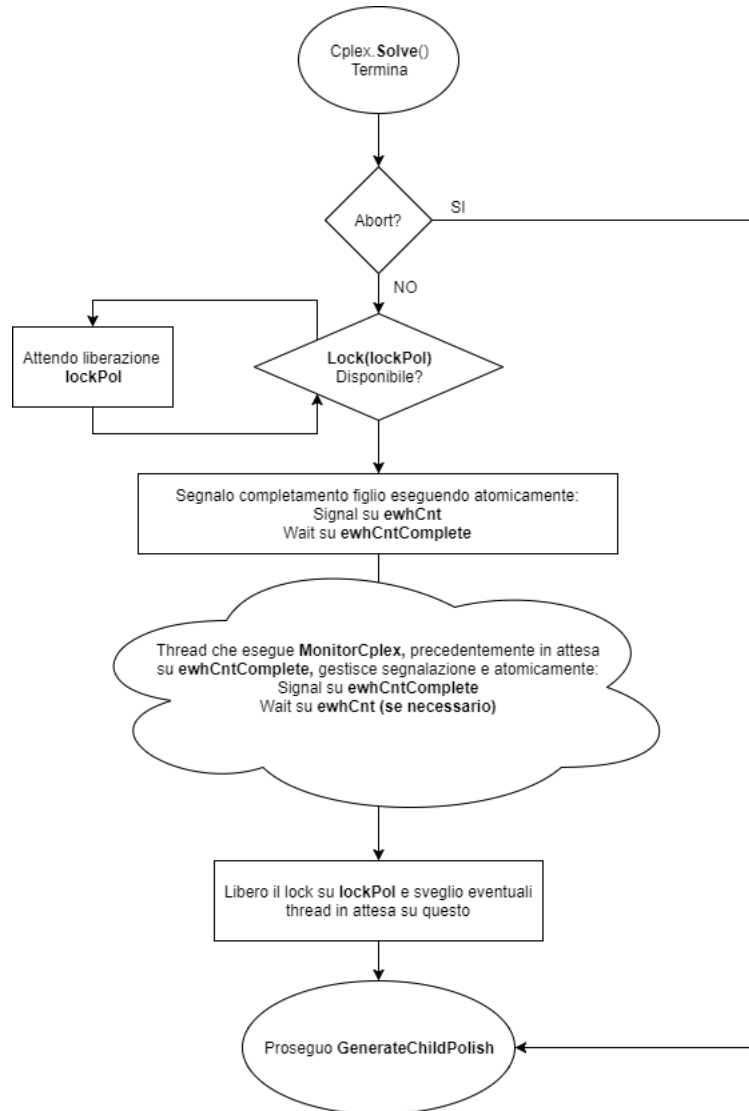 Cplex.Solve()
Termina
Abort?
SI
NO
Attendo liberazione
lockPol
Lock(lockPol)
Disponibile?
Segnalo completamento figlio eseguendo atomicamente:
Signal su ewhCnt
Wait su ewhCntComplete
Thread che esegue MonitorCplex, precedentemente in attesa
su ewhCntComplete, gestisce segnalazione e atomicamente:
Signal su ewhCntComplete
Wait su ewhCnt (se necessario)
Libero il lock su lockPol e sveglio eventuali
thread in attesa su questo
Proseguo GenerateChildPolish